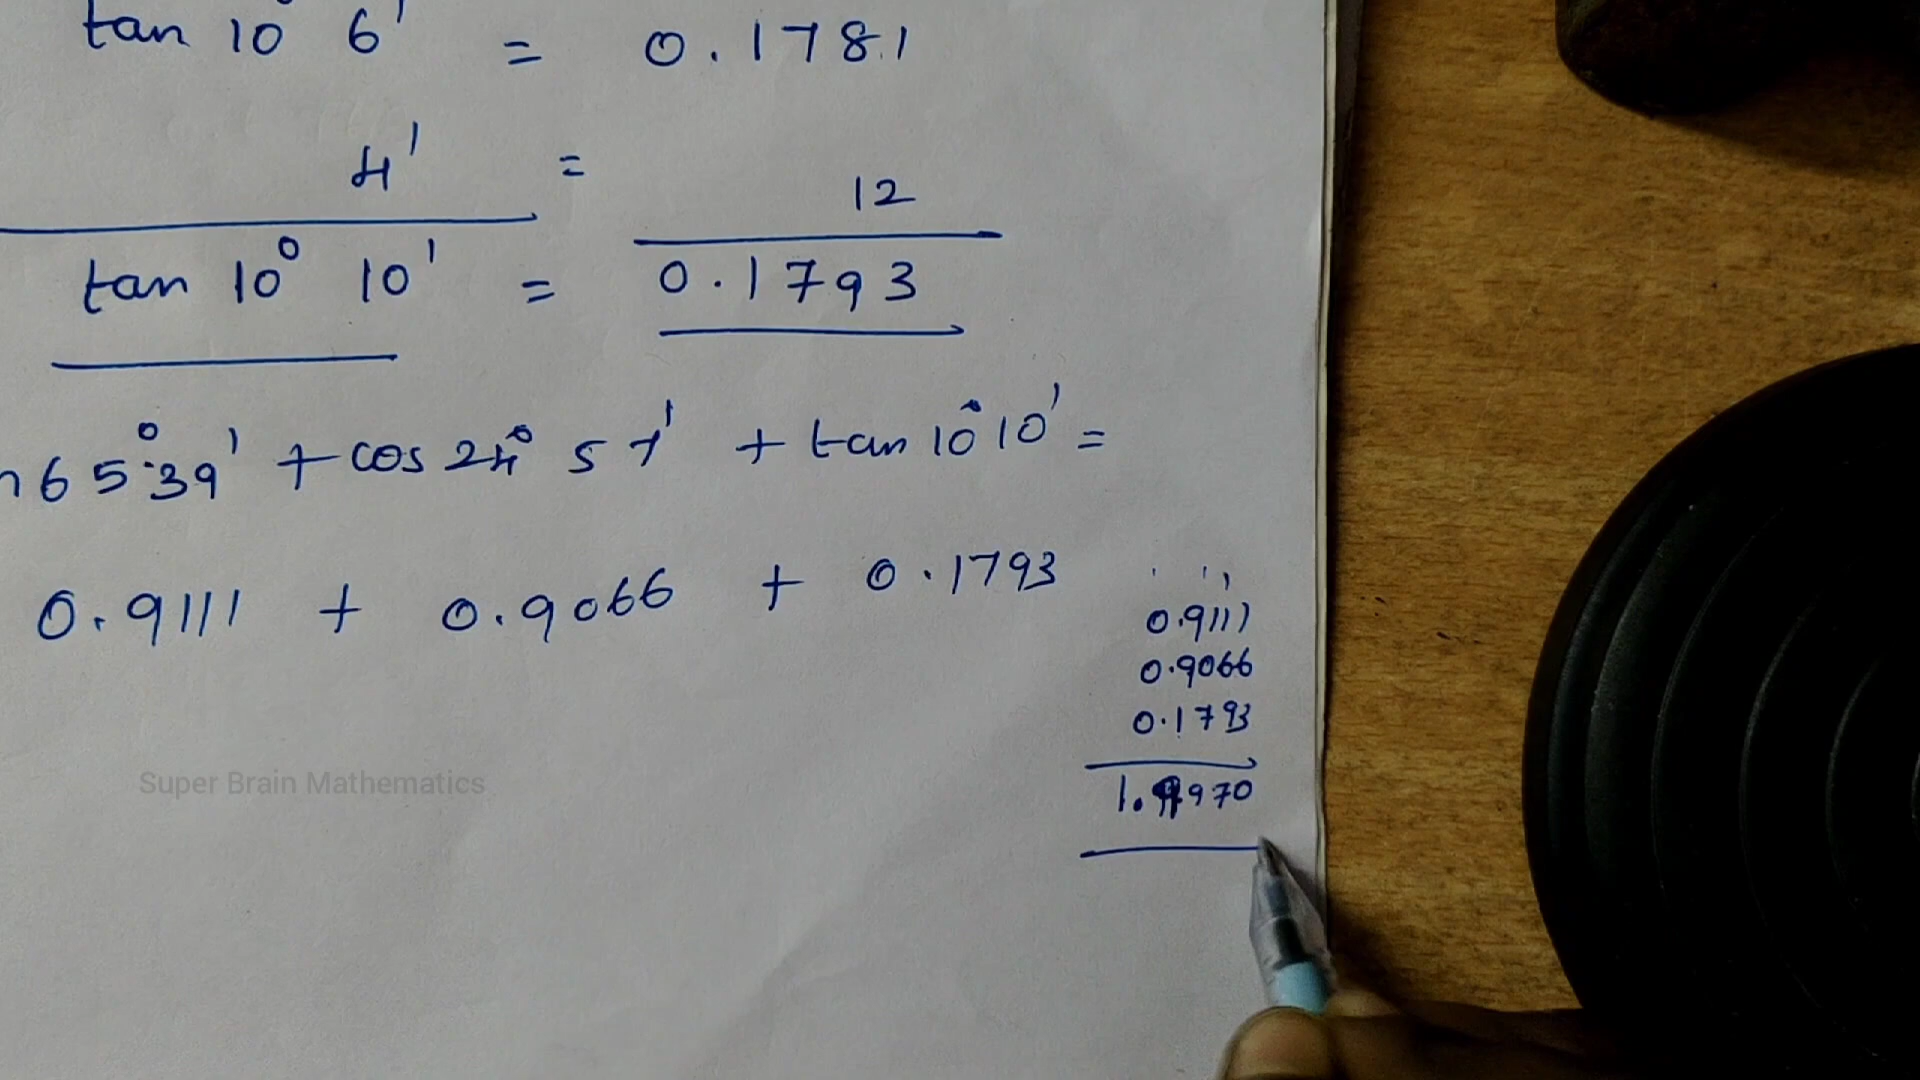 tan 10° 6' = 0.1781
4' = 12
tan 10° 10' = 0.1793
n 65° 39' + cos 24° 57' + tan 10° 10' =
0.9111 + 0.9066 + 0.1793
0.9111
0.9066
0.1793
1.9970
Super Brain Mathematics